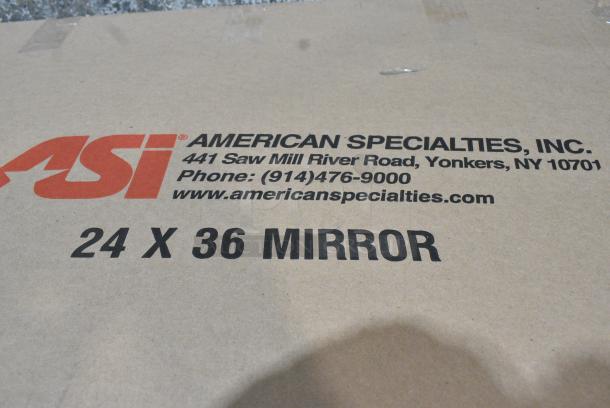 ASi® AMERICAN SPECIALTIES, INC.
441 Saw Mill River Road, Yonkers, NY 10701
Phone: (914)476-9000
www.americanspecialties.com
24 X 36 MIRROR